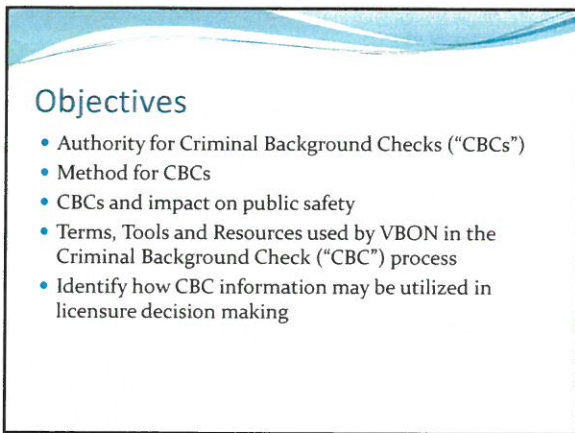 Objectives
• Authority for Criminal Background Checks (“CBCs”)
• Method for CBCs
• CBCs and impact on public safety
• Terms, Tools and Resources used by VBON in the
Criminal Background Check (“CBC”) process
• Identify how CBC information may be utilized in
licensure decision making